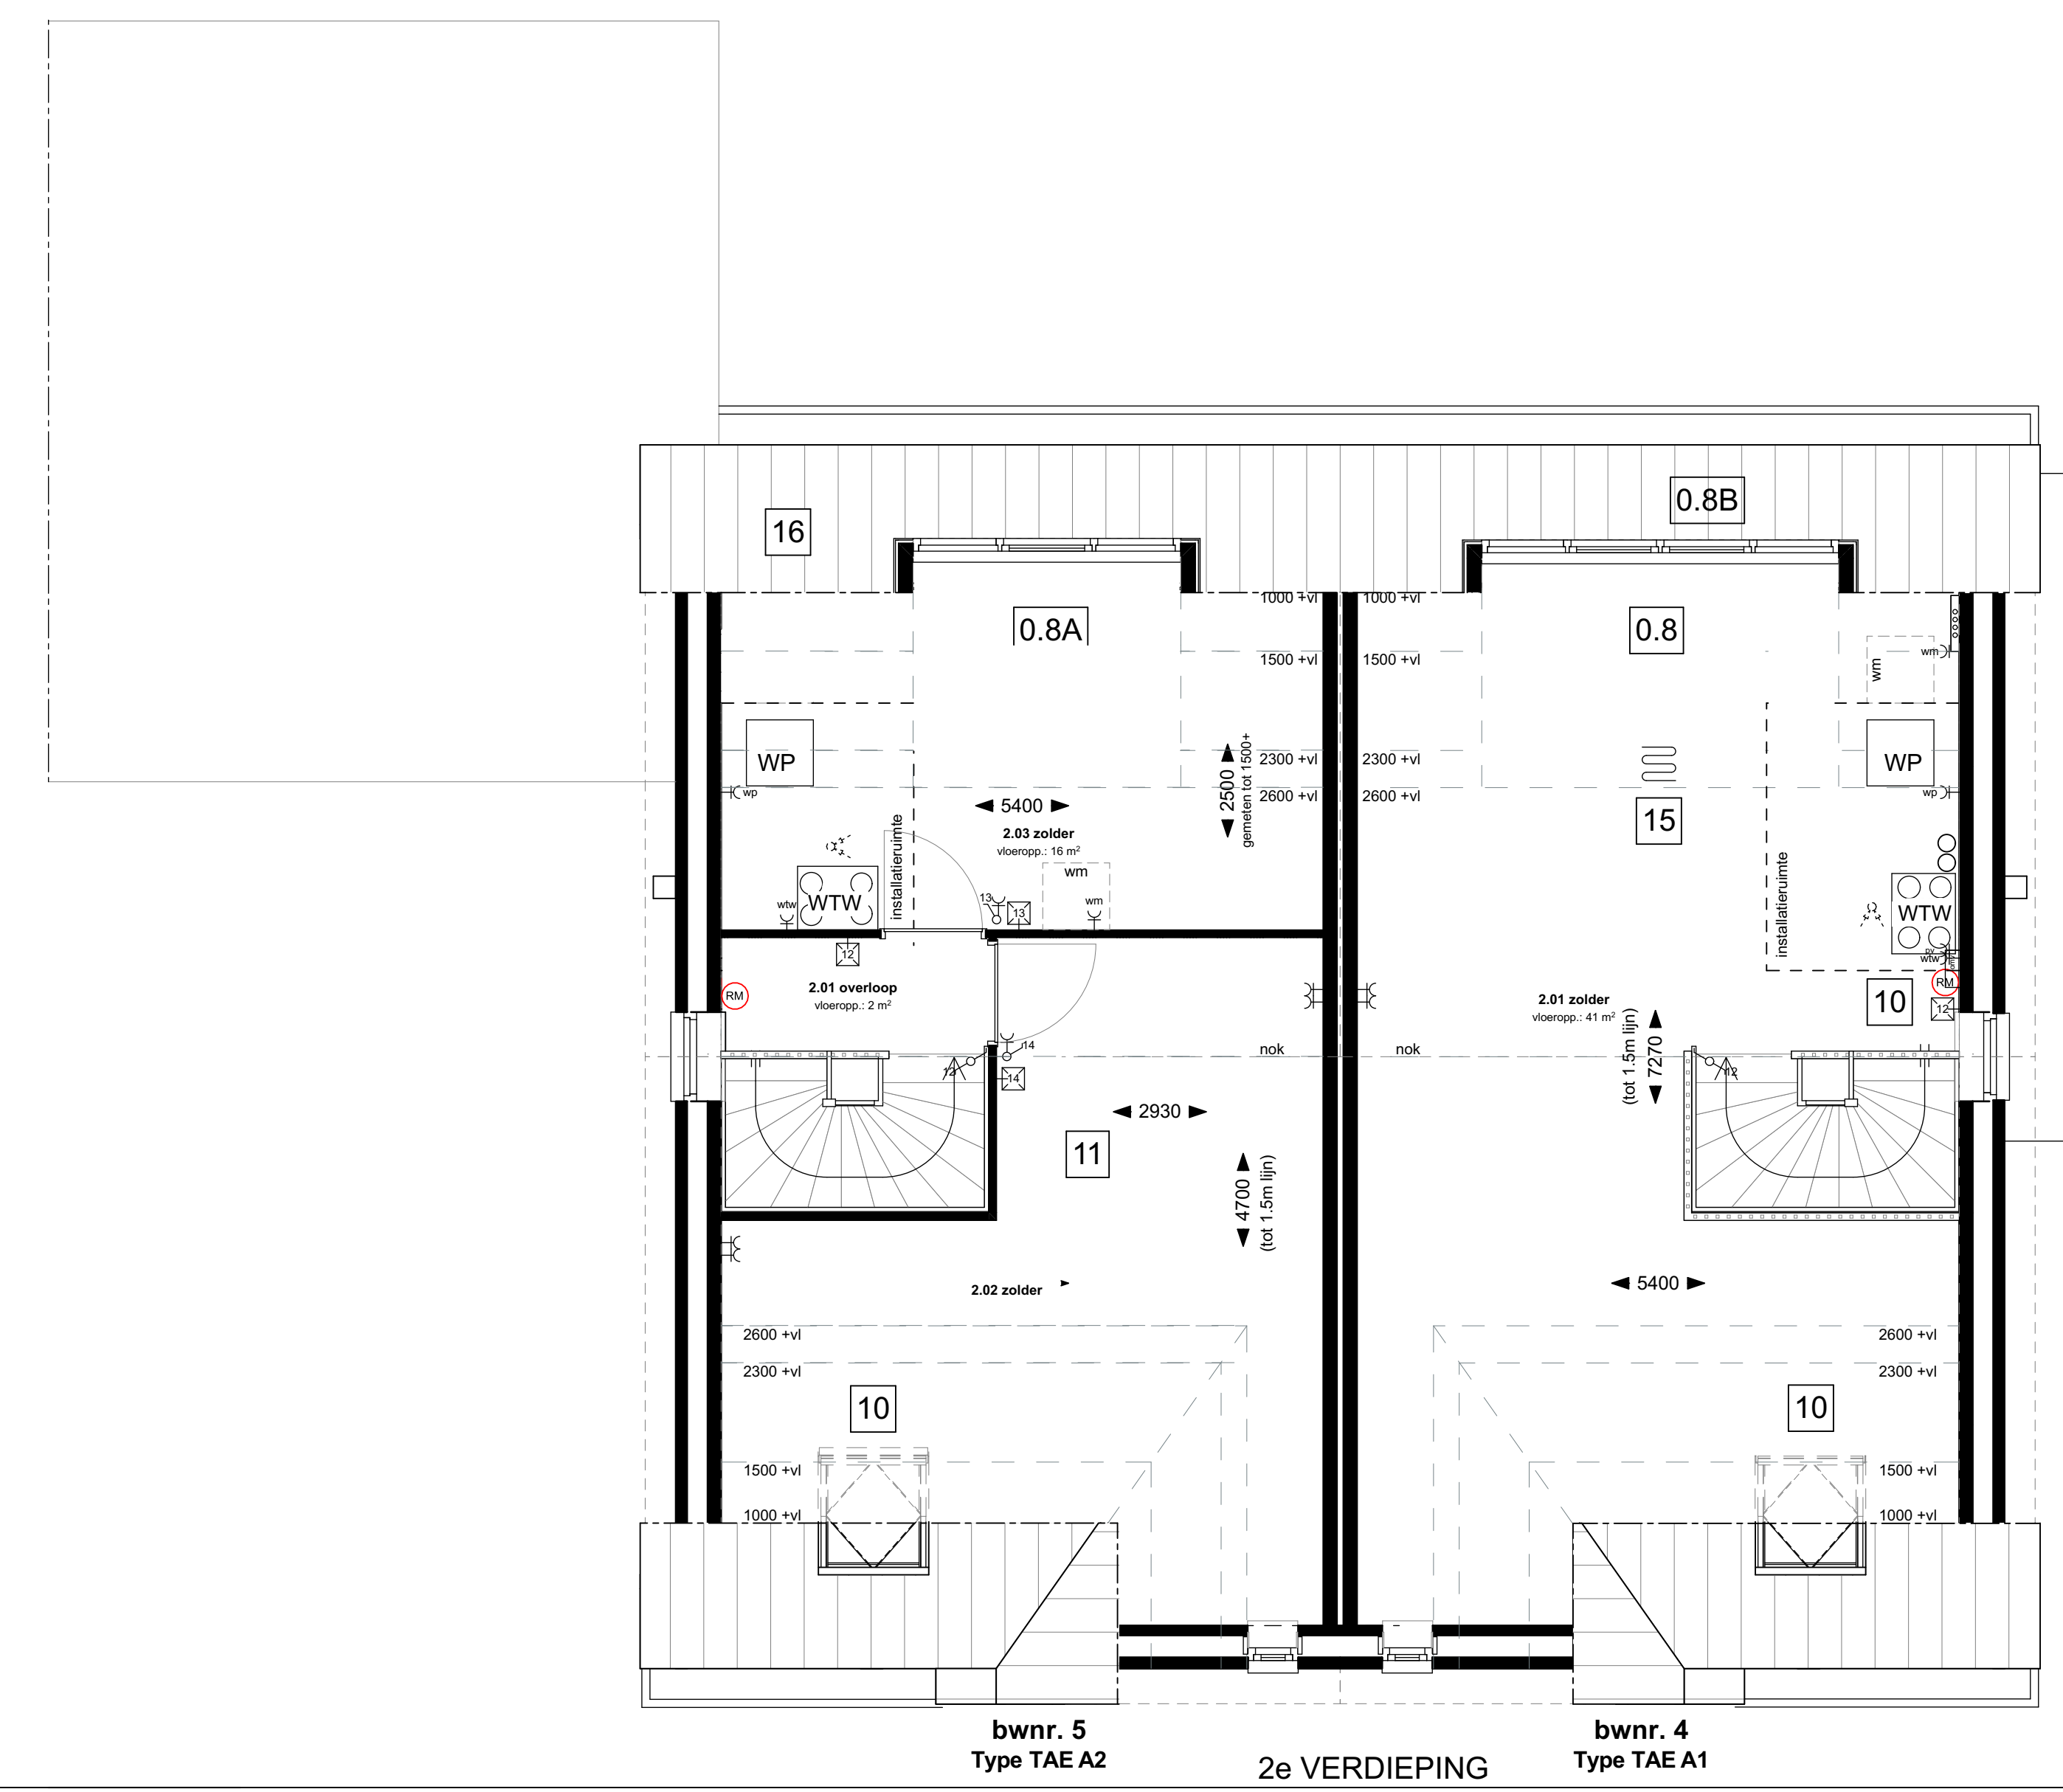 0.8B
16
0.8A
0.8
1000 +vl
1000 +vl
1500 +vl
1500 +vl
wm
wm
WP
WP
2300 +vl
2300 +vl
2600 +vl
2600 +vl
wp
wp
2500
gemeten tot 1500+
5400
2.03 zolder
vloeropp.: 16 m²
15
installatieruimte
installatieruimte
wm
WTW
WTW
wtw
13
13
wm
12
pv
wtw
2.01 overloop
vloeropp.: 2 m²
RM
RM
2.01 zolder
vloeropp.: 41 m²
10
12
14
nok
nok
12
14
12
7270
(tot 1.5m lijn)
2930
11
4700
(tot 1.5m lijn)
2.02 zolder
5400
2600 +vl
2600 +vl
2300 +vl
2300 +vl
10
10
1500 +vl
1500 +vl
1000 +vl
1000 +vl
bwnr. 5
Type TAE A2
bwnr. 4
Type TAE A1
2e VERDIEPING